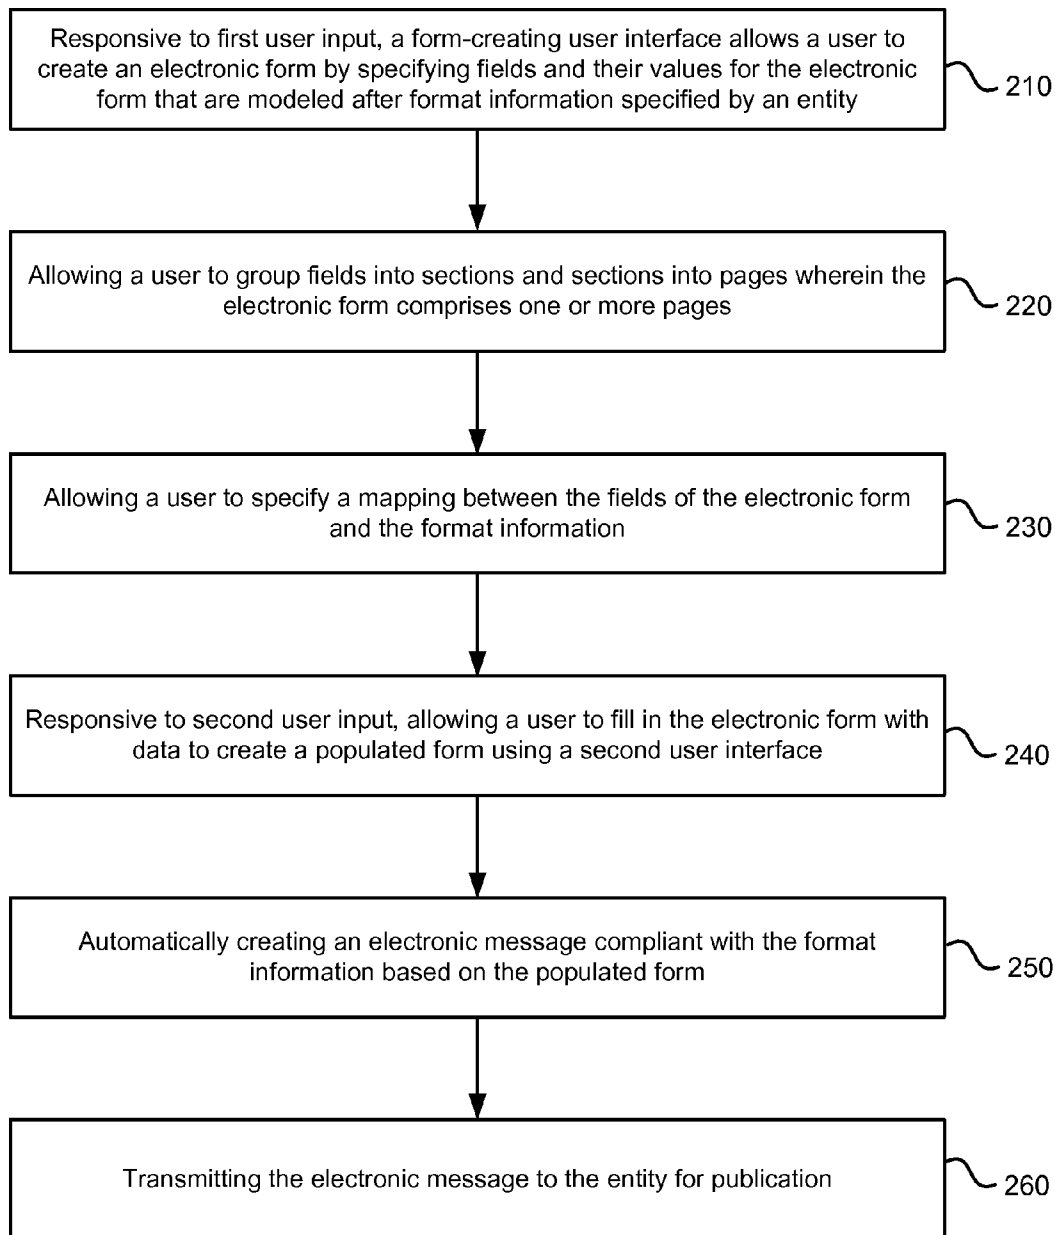 Responsive to first user input, a form-creating user interface allows a user to
create an electronic form by specifying fields and their values for the electronic
form that are modeled after format information specified by an entity
210
Allowing a user to group fields into sections and sections into pages wherein the
electronic form comprises one or more pages
220
Allowing a user to specify a mapping between the fields of the electronic form
and the format information
230
Responsive to second user input, allowing a user to fill in the electronic form with
data to create a populated form using a second user interface
240
Automatically creating an electronic message compliant with the format
information based on the populated form
250
Transmitting the electronic message to the entity for publication
260